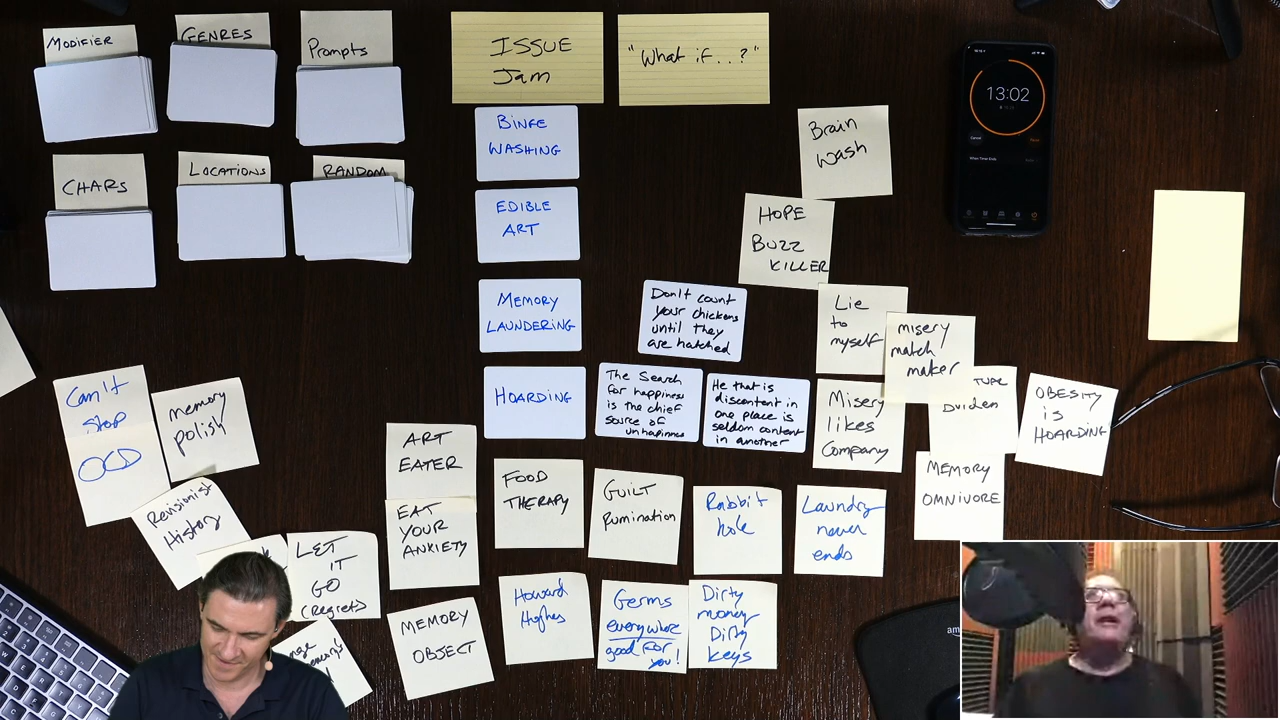 MODIFIER
GENRES
Prompts
ISSUE
Jam
"What if..?"
13:02
CHARS
LOCATIONS
RANDOM
BINGE
WASHING
EDIBLE
ART
MEMORY
LAUNDERING
HOARDING
Brain
Wash
HOPE
BUZZ
KILLER
Don't count
your chickens
until they
are hatched
The Search
for happiness
is the chief
source of
unhappiness
He that is
discontent in
one place is
seldom content
in another
Lie
to
myself
misery
match
maker
Misery
likes
Company
OBESITY
IS
HOARDING
MEMORY
OMNIVORE
Can't
stop
OCD
Memory
polish
Revisionist
History
LET
IT
GO
(regrets)
ART
EATER
EAT
YOUR
ANXIETY
FOOD
THERAPY
GUILT
Rumination
Rabbit
hole
Laundry
never
ends
MEMORY
OBJECT
Howard
Hughes
Germs
everywhere
good for
you!
Dirty
money
Dirty
keys